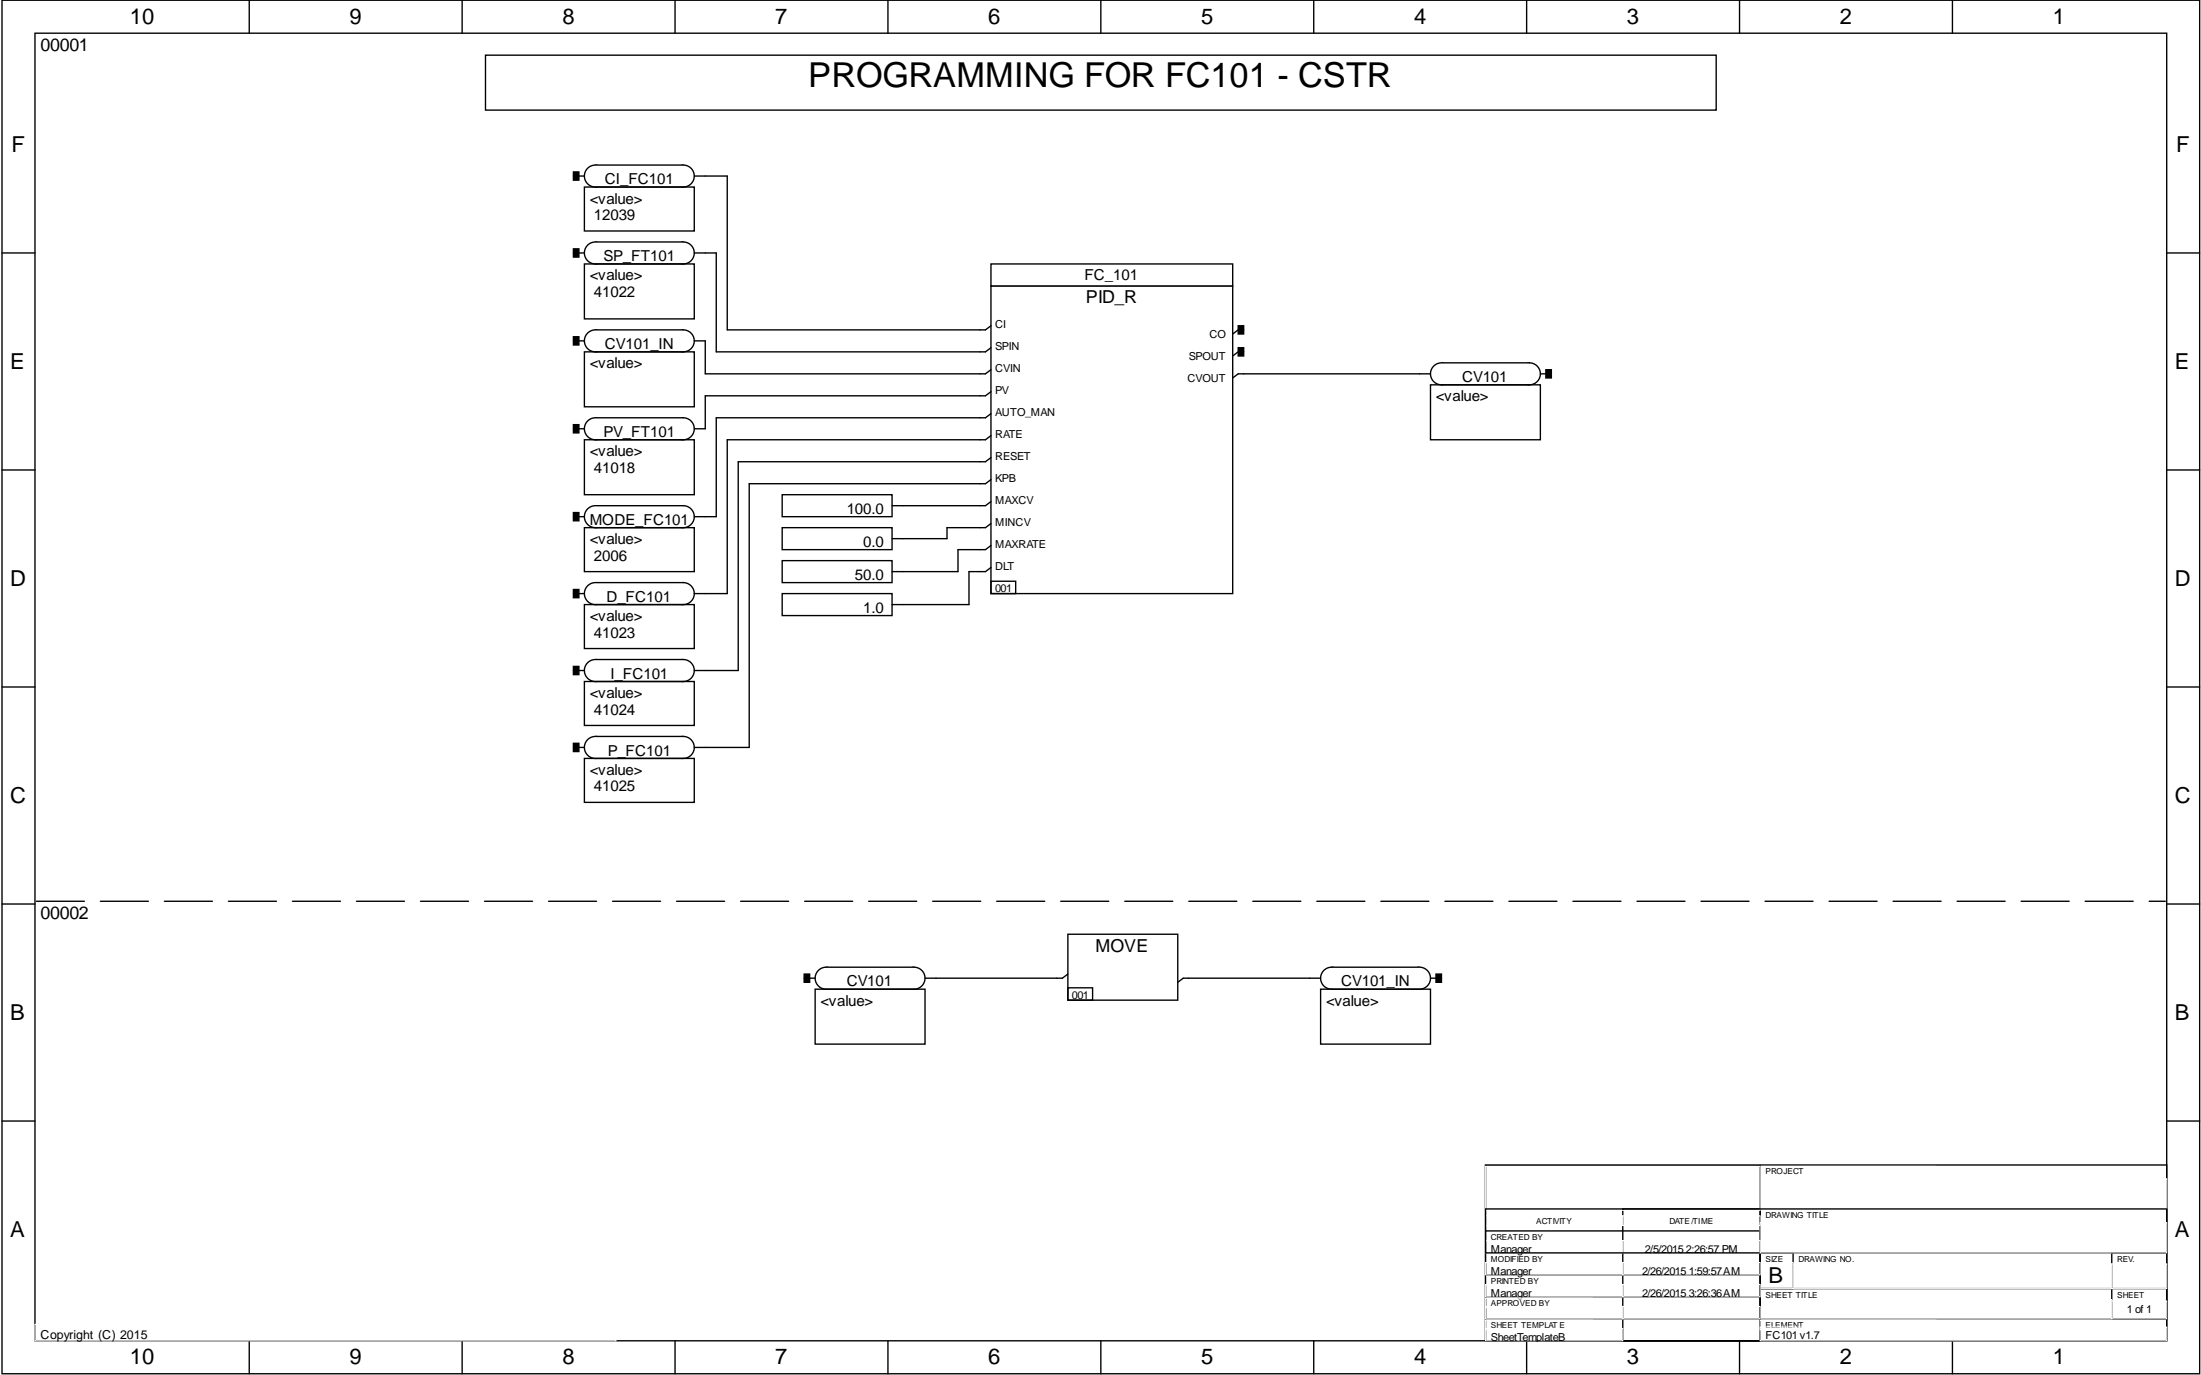 10 9 8 7 6 5 4 3 2 1
00001
PROGRAMMING FOR FC101 - CSTR
F F
E E
D D
C C
B B
A A
CI_FC101
<value>
12039
SP_FT101
<value>
41022
CV101_IN
<value>
PV_FT101
<value>
41018
MODE_FC101
<value>
2006
D_FC101
<value>
41023
I_FC101
<value>
41024
P_FC101
<value>
41025
100.0
0.0
50.0
1.0
FC_101
PID_R
CI
SPIN
CVIN
PV
AUTO_MAN
RATE
RESET
KPB
MAXCV
MINCV
MAXRATE
DLT
001
CO
SPOUT
CVOUT
CV101
<value>
00002
CV101
<value>
MOVE
001
CV101_IN
<value>
PROJECT
ACTIVITY DATE/TIME DRAWING TITLE
CREATED BY
Manager 2/5/2015 2:26:57 PM
MODIFIED BY SIZE DRAWING NO. REV.
Manager 2/26/2015 1:59:57 AM B
PRINTED BY
Manager 2/26/2015 3:26:36 AM SHEET TITLE SHEET
APPROVED BY 1 of 1
SHEET TEMPLATE ELEMENT
SheetTemplateB FC101 v1.7
Copyright (C) 2015
10 9 8 7 6 5 4 3 2 1